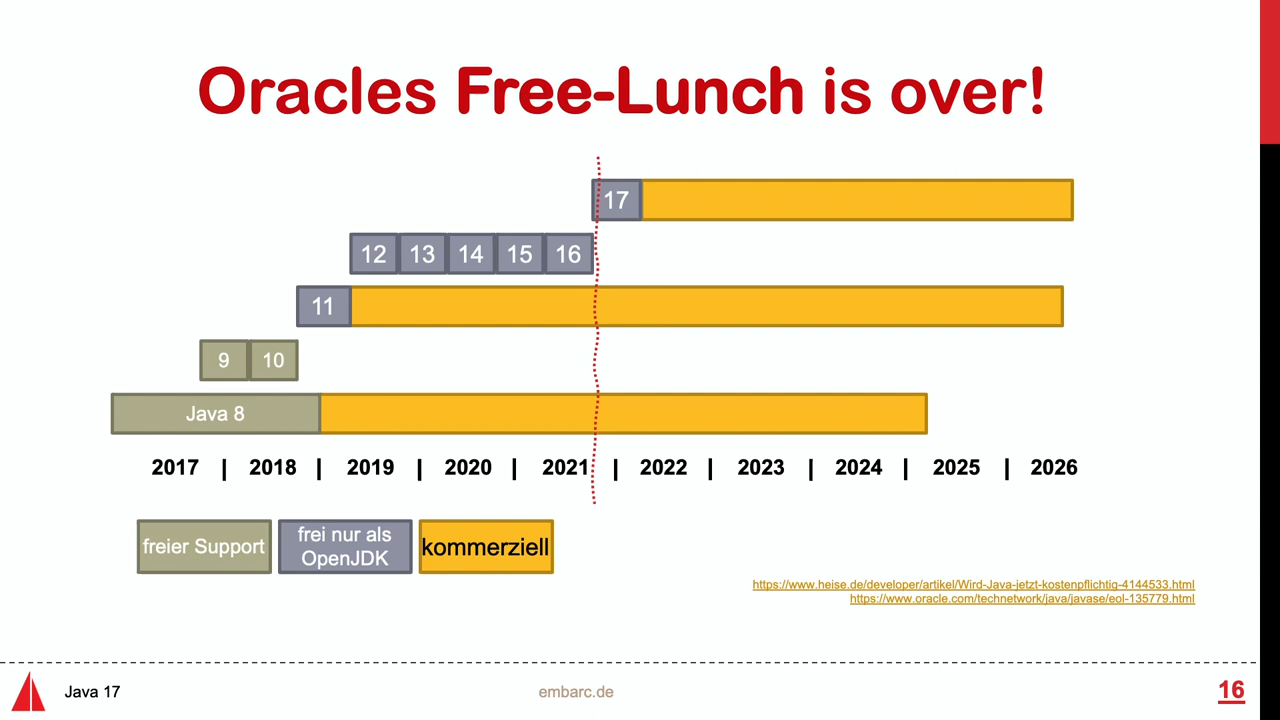 Oracles Free-Lunch is over!
17
12 13 14 15 16
11
9 10
Java 8
2017 | 2018 | 2019 | 2020 | 2021 | 2022 | 2023 | 2024 | 2025 | 2026
freier Support
frei nur als
OpenJDK
kommerziell
https://www.heise.de/developer/artikel/Wird-Java-jetzt-kostenpflichtig-4144533.html
https://www.oracle.com/technetwork/java/javase/eol-135779.html
Java 17
embarc.de
16